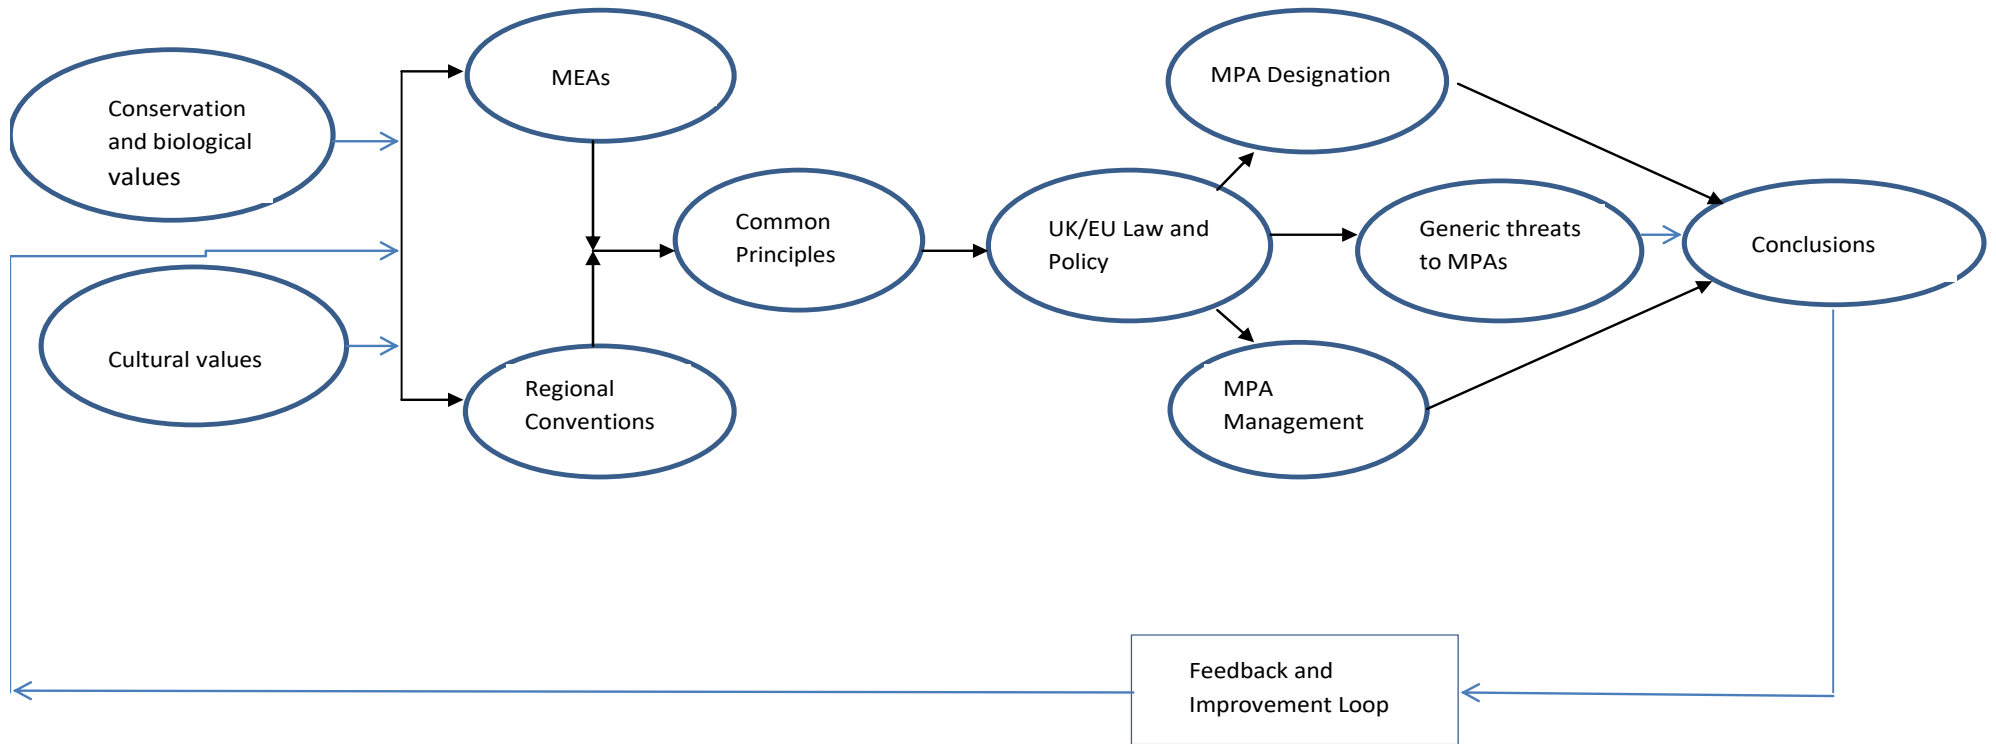 Conservation
and biological
values
Cultural values
MEAs
Regional
Conventions
Common
Principles
UK/EU Law and
Policy
MPA Designation
Generic threats
to MPAs
MPA
Management
Conclusions
Feedback and
Improvement Loop